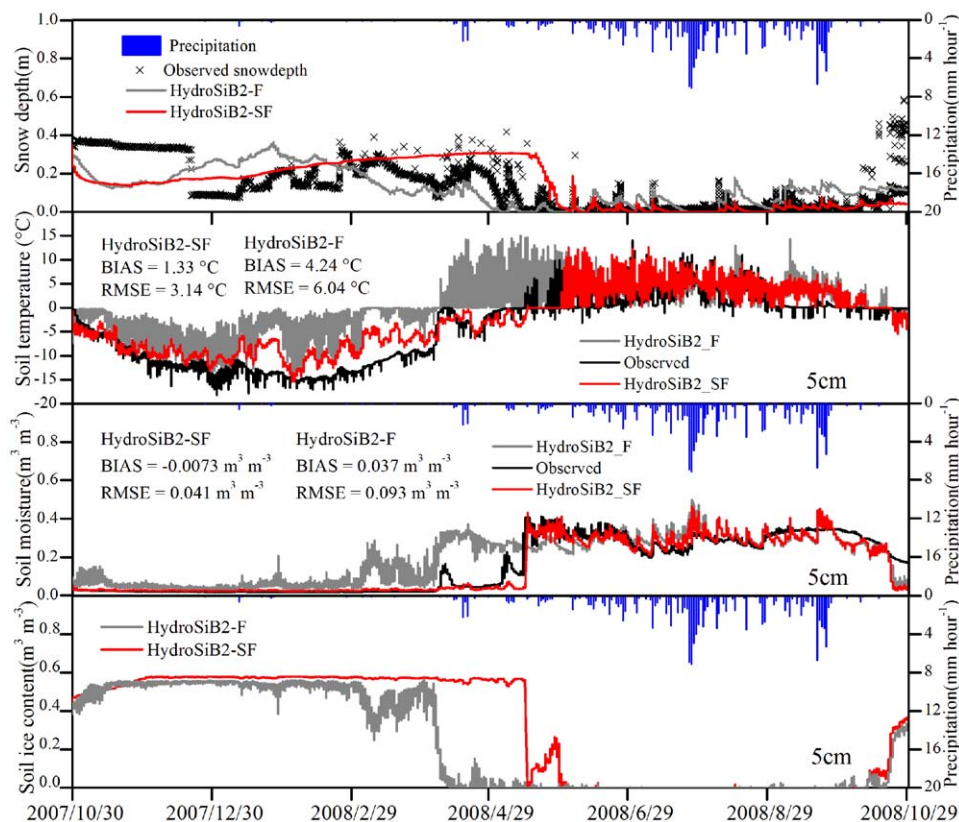 1.0
0.8
0.6
0.4
0.2
0.0
Snow depth(m)
Precipitation
Observed snowdepth
HydroSiB2-F
HydroSiB2-SF
0
4
8
12
16
20
Precipitation(mm hour-1)
15
10
5
0
-5
-10
-15
-20
Soil temperature (°C)
HydroSiB2-SF
BIAS = 1.33 °C
RMSE = 3.14 °C
HydroSiB2-F
BIAS = 4.24 °C
RMSE = 6.04 °C
HydroSiB2_F
Observed
HydroSiB2_SF
5cm
0.8
0.6
0.4
0.2
0.0
Soil moisture(m3 m-3)
HydroSiB2-SF
BIAS = -0.0073 m3 m-3
RMSE = 0.041 m3 m-3
HydroSiB2-F
BIAS = 0.037 m3 m-3
RMSE = 0.093 m3 m-3
HydroSiB2_F
Observed
HydroSiB2_SF
5cm
0
4
8
12
16
Precipitation(mm hour-1)
0.8
0.6
0.4
0.2
0.0
Soil ice content(m3 m-3)
HydroSiB2-F
HydroSiB2-SF
5cm
0
4
8
12
16
20
Precipitation(mm hour-1)
2007/10/30
2007/12/30
2008/2/29
2008/4/29
2008/6/29
2008/8/29
2008/10/29